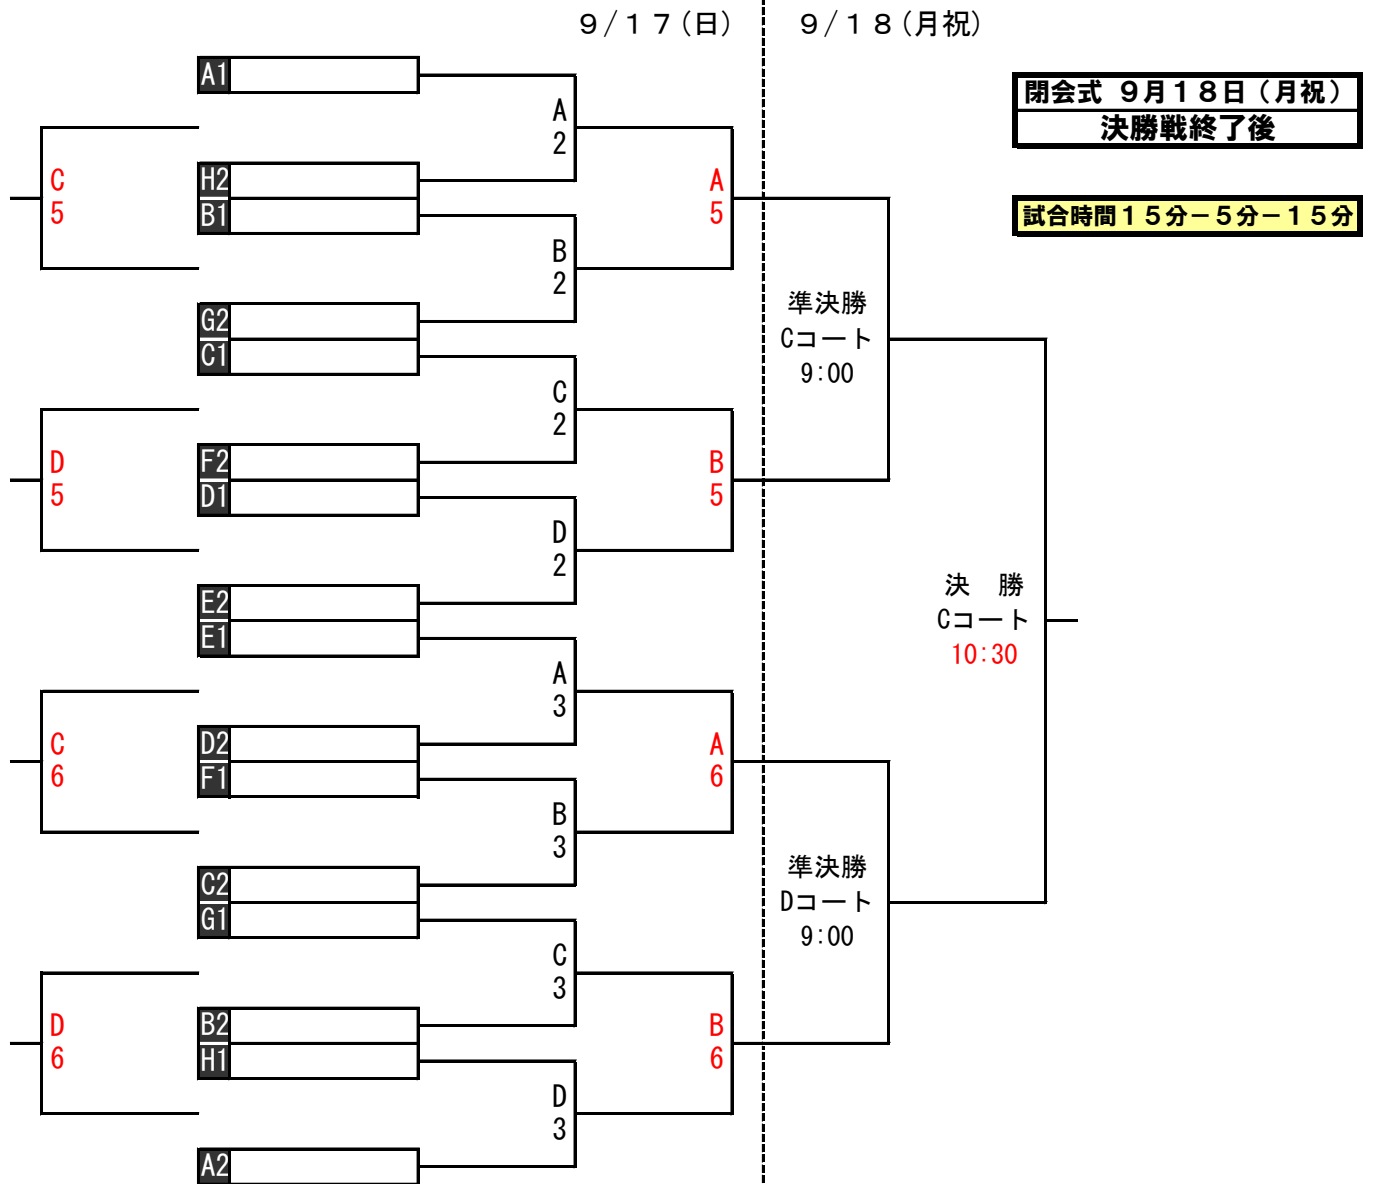 ９/１７(日)
９/１８(月祝)
閉会式 ９月１８日（月祝）
決勝戦終了後
試合時間１５分－５分－１５分
A1
A
2
C
5
H2
B1
A
5
B
2
G2
C1
準決勝
Cコート
9:00
C
2
D
5
F2
D1
B
5
D
2
E2
E1
決　勝
Cコート
10:30
A
3
C
6
D2
F1
A
6
B
3
C2
G1
準決勝
Dコート
9:00
C
3
D
6
B2
H1
B
6
D
3
A2